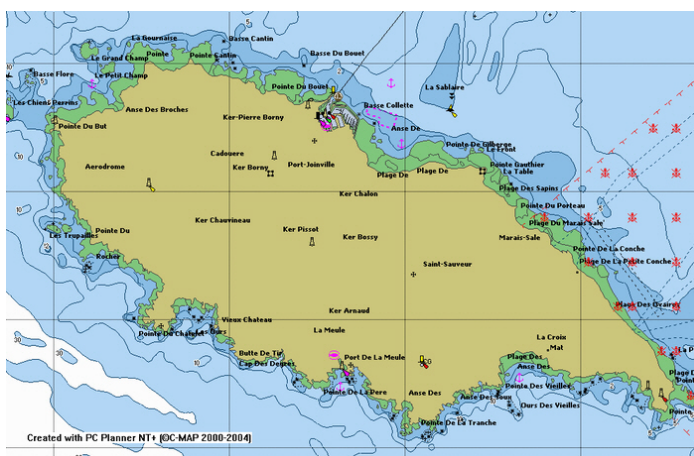 La Gournaise
Basse Cantin
Le Grand Champ
Pointe
Pointe Cantin
Basse Du Bouet
Basse Flore
Le Petit Champ
Pointe Du Bouet
La Sablaire
Les Chiens Perrins
Anse Des Broches
Basse Collette
Ker-Pierre Borny
Anse De
Pointe Du But
Pointe De Gilberge
Le Front
Cadouere
Port-Joinville
Pointe Gauthier
Aerodrome
Ker Borny
La Table
Plage De
Plage De
Plage Des Sapins
Ker Chalon
Pointe Du Porteau
Ker Chauvineau
Plage Du Marais Sale
Pointe Du
Ker Pissot
Ker Bossy
Marais-Sale
Les Trupailles
Pointe De La Conche
Rocher
Saint-Sauveur
Plage De La Petite Conche
Plage Des Ovaires
Ker Arnaud
Vieux Chateau
Pointe Du Chatelet
La Meule
La Croix
Mat
Butte De Tir
Port De La Meule
Plage Des
Cap Des Degres
Anse Des
Pointe De La Pere
Anse Des
Pointe Des Vieilles
Ours Des Vieilles
Pointe De La Tranche
Pointe
Created with PC Planner NT+ (©C-MAP 2000-2004)